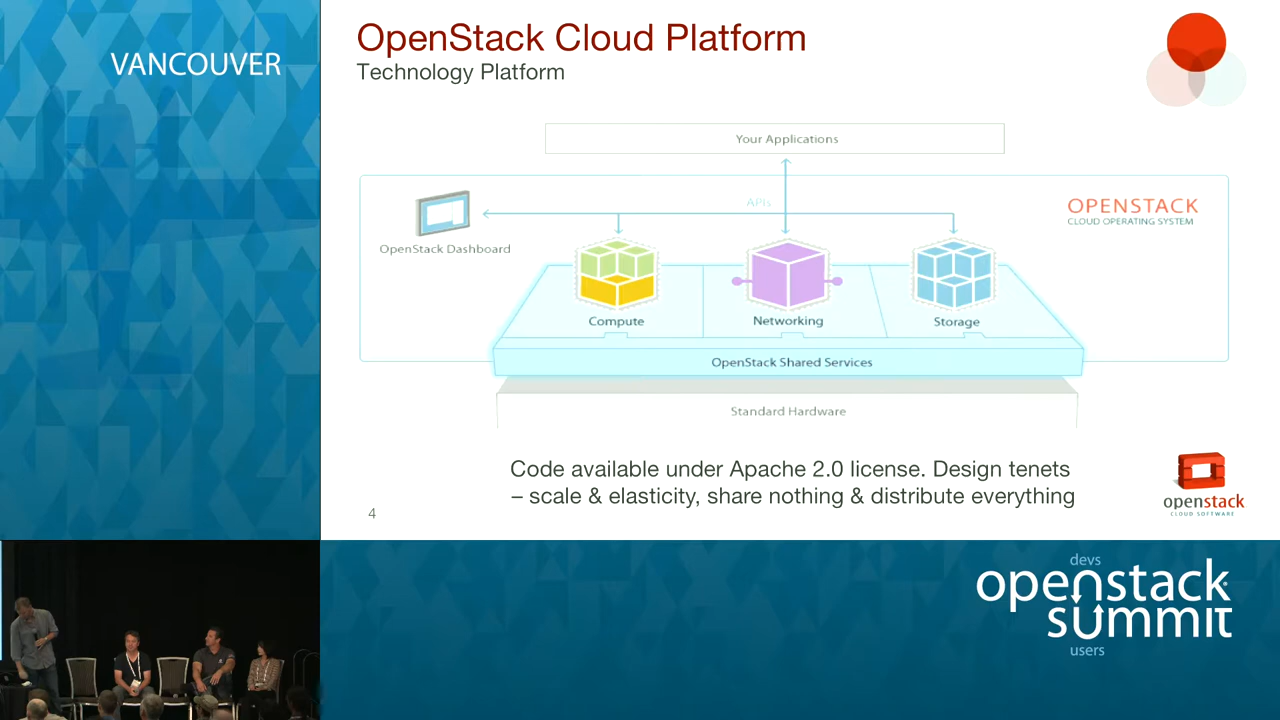 VANCOUVER
OpenStack Cloud Platform
Technology Platform
Your Applications
APIs
OpenStack Dashboard
OPENSTACK
CLOUD OPERATING SYSTEM
Compute
Networking
Storage
OpenStack Shared Services
Standard Hardware
Code available under Apache 2.0 license. Design tenets
– scale & elasticity, share nothing & distribute everything
4
openstack
CLOUD SOFTWARE
devs
openstack
summit
users